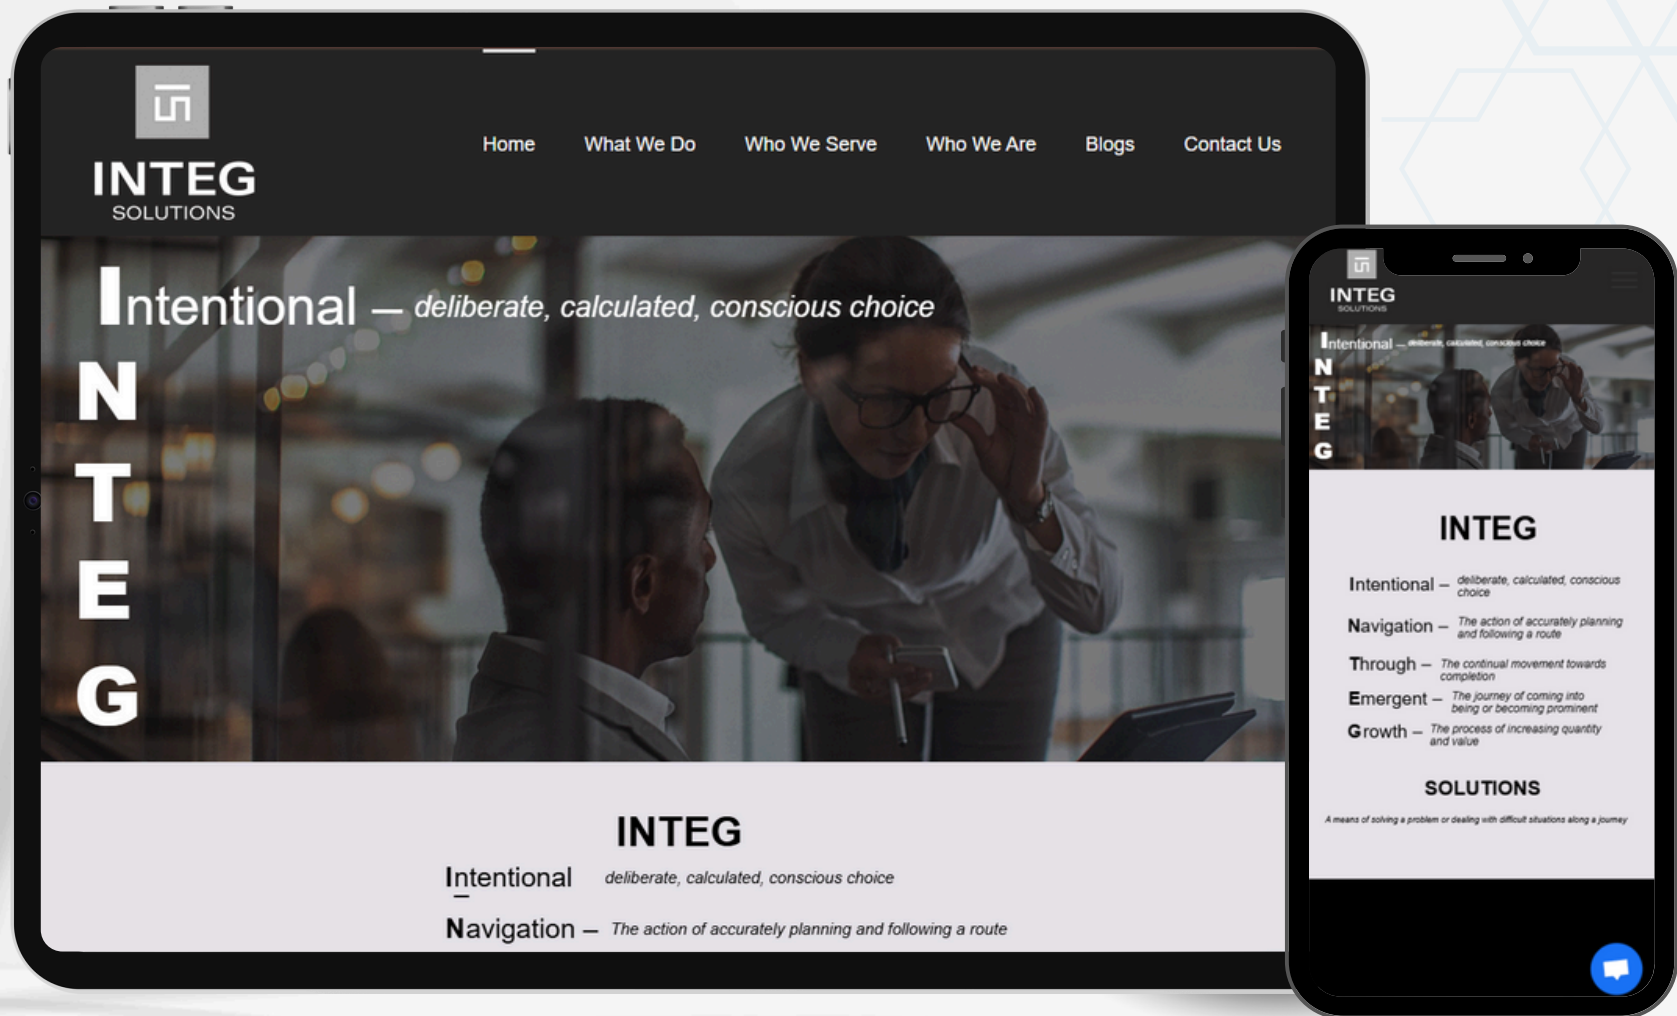 INTEG
SOLUTIONS
Home What We Do Who We Serve Who We Are Blogs Contact Us
Intentional — deliberate, calculated, conscious choice
N
T
E
G
INTEG
Intentional deliberate, calculated, conscious choice
–
Navigation – The action of accurately planning and following a route
INTEG
SOLUTIONS
Intentional — deliberate, calculated, conscious choice
N
T
E
G
INTEG
Intentional – deliberate, calculated, conscious
choice
Navigation – The action of accurately planning
and following a route
Through – The continual movement towards
completion
Emergent – The journey of coming into
being or becoming prominent
Growth – The process of increasing quantity
and value
SOLUTIONS
A means of solving a problem or dealing with difficult situations along a journey